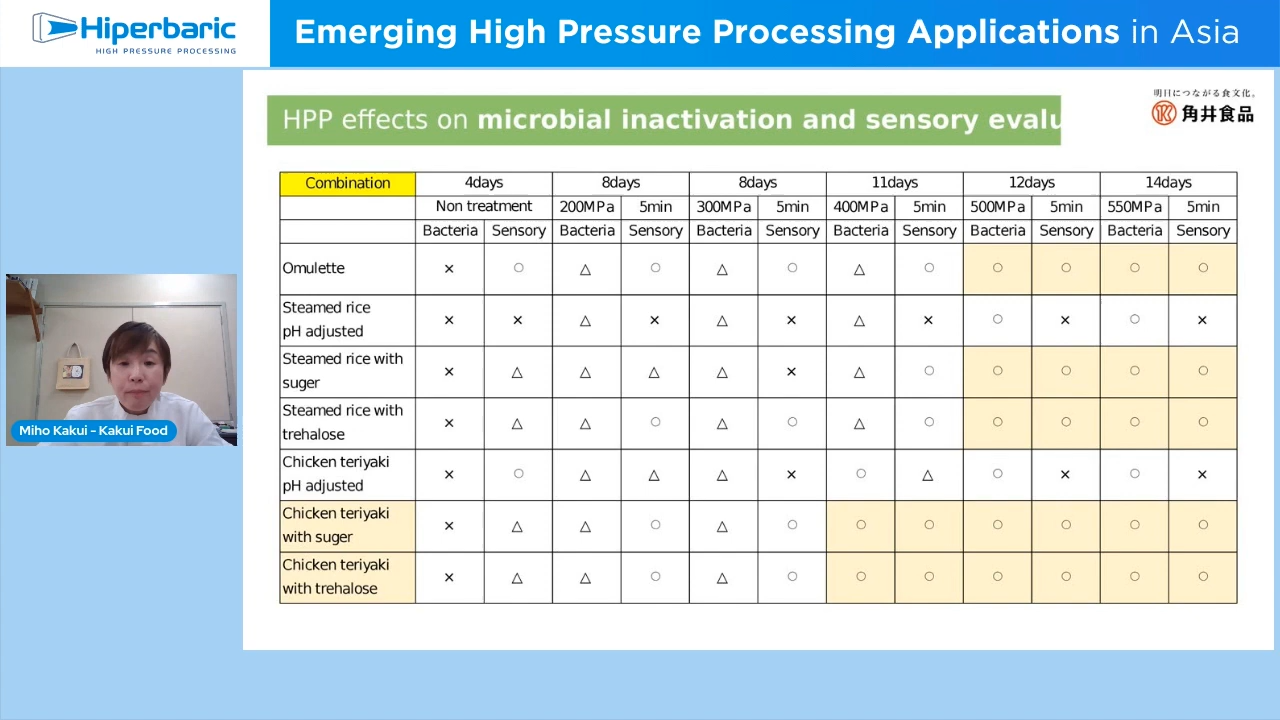 Hiperbaric
HIGH PRESSURE PROCESSING
Emerging High Pressure Processing Applications in Asia
HPP effects on microbial inactivation and sensory evalu
明日につながる食文化。
角井食品
Combination 4days 8days 8days 11days 12days 14days
Non treatment 200MPa 5min 300MPa 5min 400MPa 5min 500MPa 5min 550MPa 5min
Bacteria Sensory Bacteria Sensory Bacteria Sensory Bacteria Sensory Bacteria Sensory Bacteria Sensory
Omulette × ○ △ ○ △ ○ △ ○ ○ ○ ○ ○
Steamed rice
pH adjusted × × △ × △ × △ × ○ × ○ ×
Steamed rice with
suger × △ △ △ △ × △ ○ ○ ○ ○ ○
Steamed rice with
trehalose × △ △ ○ △ ○ △ ○ ○ ○ ○ ○
Chicken teriyaki
pH adjusted × ○ △ △ △ × ○ △ ○ × ○ ×
Chicken teriyaki
with suger × △ △ ○ △ ○ ○ ○ ○ ○ ○ ○
Chicken teriyaki
with trehalose × △ △ ○ △ ○ ○ ○ ○ ○ ○ ○
Miho Kakui - Kakui Food